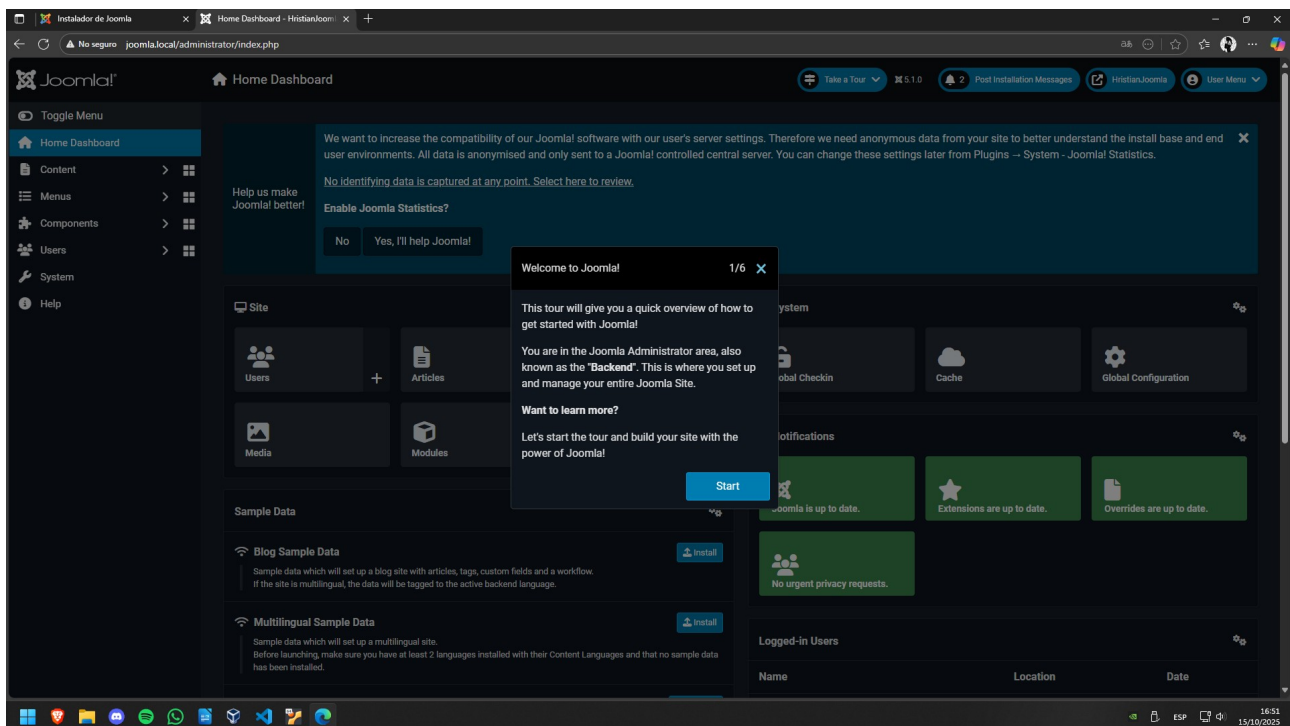 Instalador de Joomla
Home Dashboard - HristianJoom
No seguro joomla.local/administrator/index.php
Joomla!
Home Dashboard
Take a Tour
5.1.0
2 Post Installation Messages
HristianJoomla
User Menu
Toggle Menu
Home Dashboard
Content
Menus
Components
Users
System
Help
Help us make
Joomla! better!
We want to increase the compatibility of our Joomla! software with our user's server settings. Therefore we need anonymous data from your site to better understand the install base and end
user environments. All data is anonymised and only sent to a Joomla! controlled central server. You can change these settings later from Plugins → System - Joomla! Statistics.
No identifying data is captured at any point. Select here to review.
Enable Joomla Statistics?
No
Yes, I'll help Joomla!
Welcome to Joomla! 1/6
This tour will give you a quick overview of how to
get started with Joomla!
You are in the Joomla Administrator area, also
known as the "Backend". This is where you set up
and manage your entire Joomla Site.
Want to learn more?
Let's start the tour and build your site with the
power of Joomla!
Start
Site
Users
Articles
Media
Modules
Sample Data
Blog Sample Data
Install
Sample data which will set up a blog site with articles, tags, custom fields and a workflow.
If the site is multilingual, the data will be tagged to the active backend language.
Multilingual Sample Data
Install
Sample data which will set up a multilingual site.
Before launching, make sure you have at least 2 languages installed with their Content Languages and that no sample data
has been installed.
ystem
obal Checkin
Cache
Global Configuration
otifications
Joomla is up to date.
Extensions are up to date.
Overrides are up to date.
No urgent privacy requests.
Logged-in Users
Name Location Date
ESP
16:51
15/10/2025